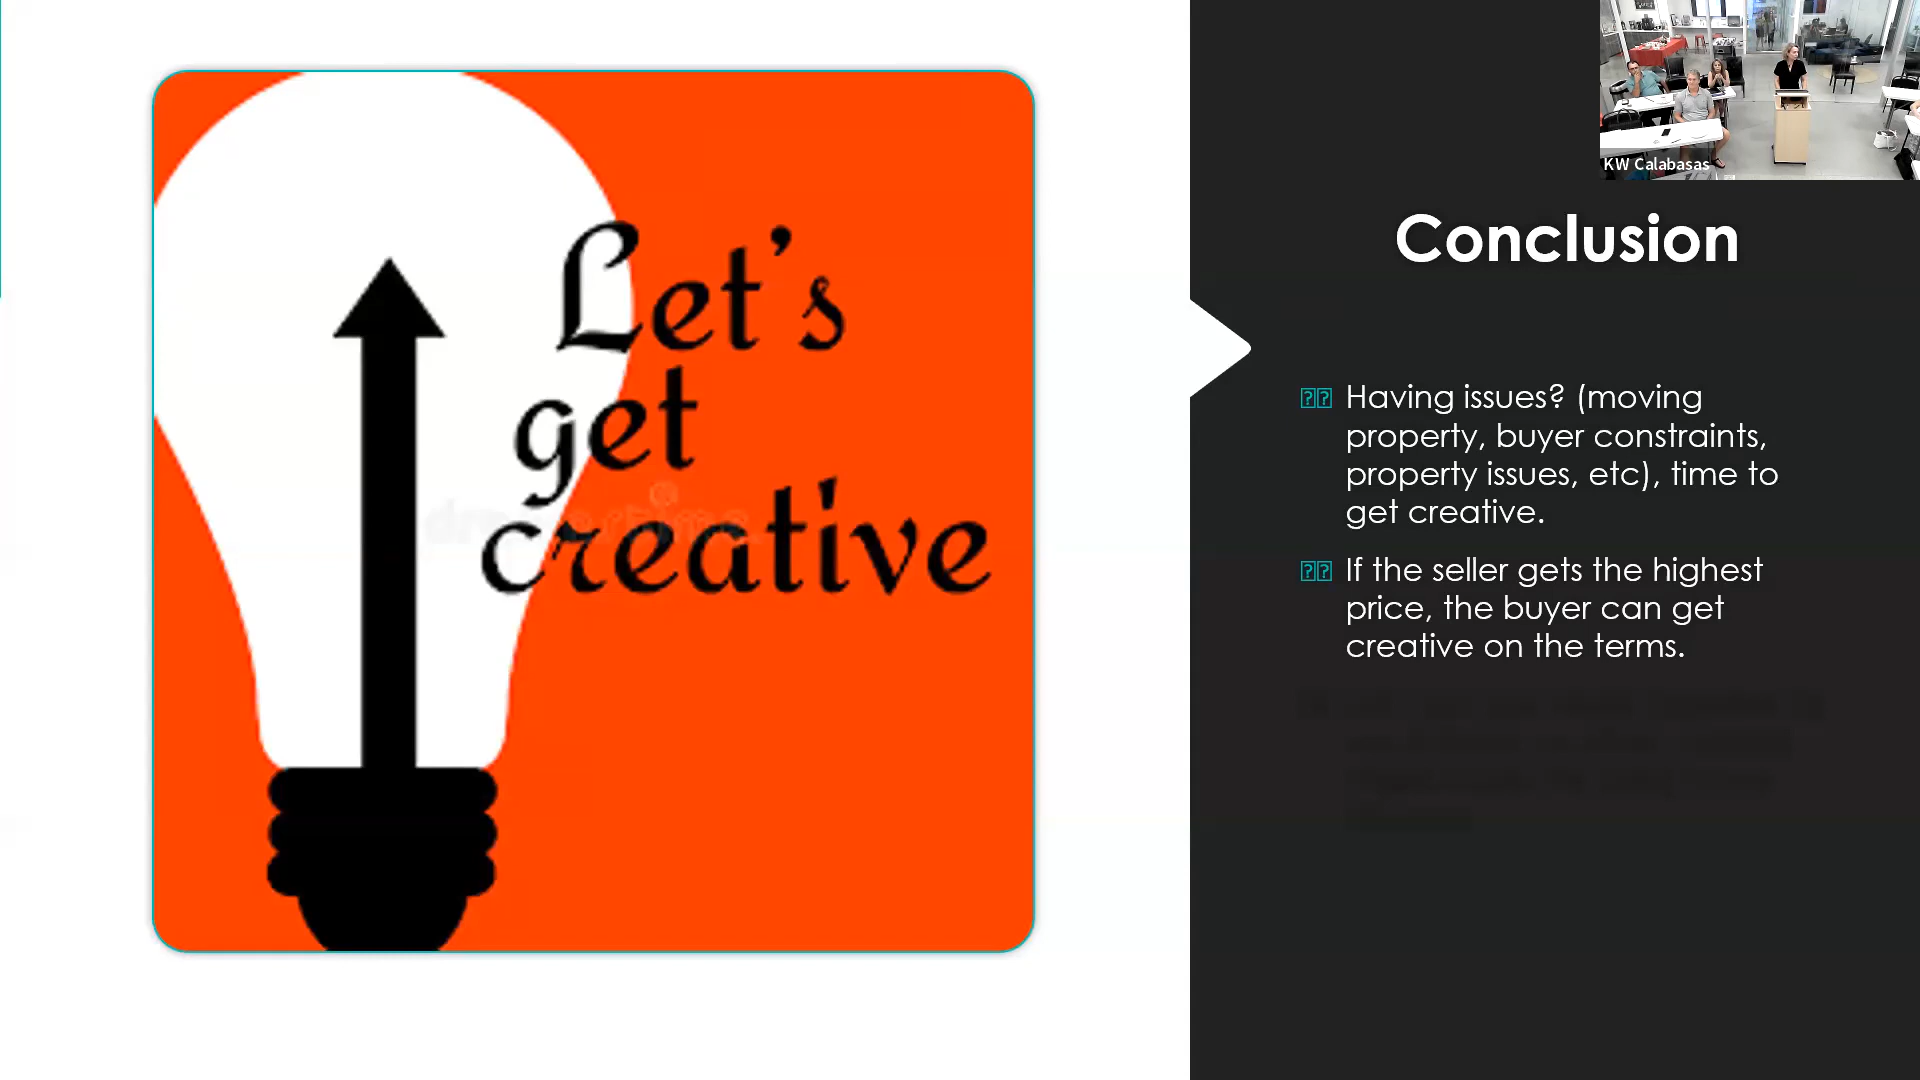 Let's
get
creative
KW Calabasas
Conclusion
Having issues? (moving
property, buyer constraints,
property issues, etc), time to
get creative.
If the seller gets the highest
price, the buyer can get
creative on the terms.